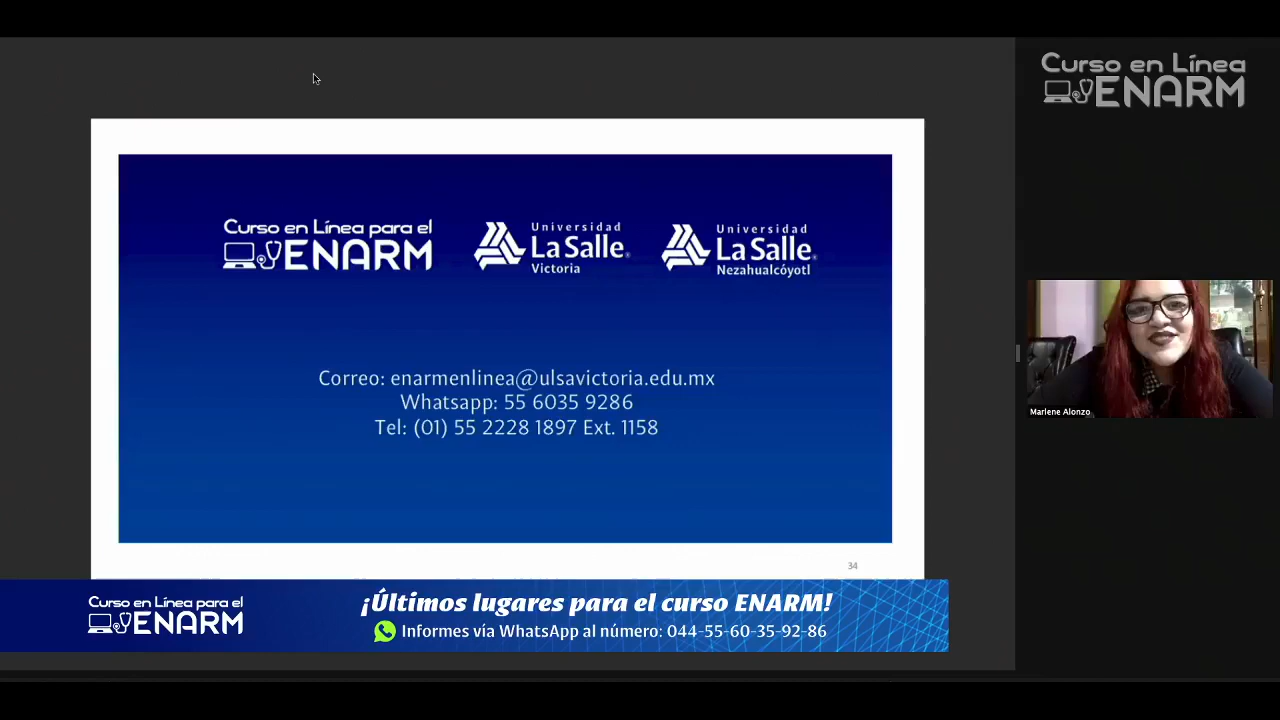 Curso en Línea
ENARM
Curso en Línea para el
ENARM
Universidad
La Salle®
Victoria
Universidad
La Salle®
Nezahualcóyotl
Correo: enarmenlinea@ulsavictoria.edu.mx
Whatsapp: 55 6035 9286
Tel: (01) 55 2228 1897 Ext. 1158
Marlene Alonzo
34
Curso en Línea para el
ENARM
¡Últimos lugares para el curso ENARM!
Informes vía WhatsApp al número: 044-55-60-35-92-86